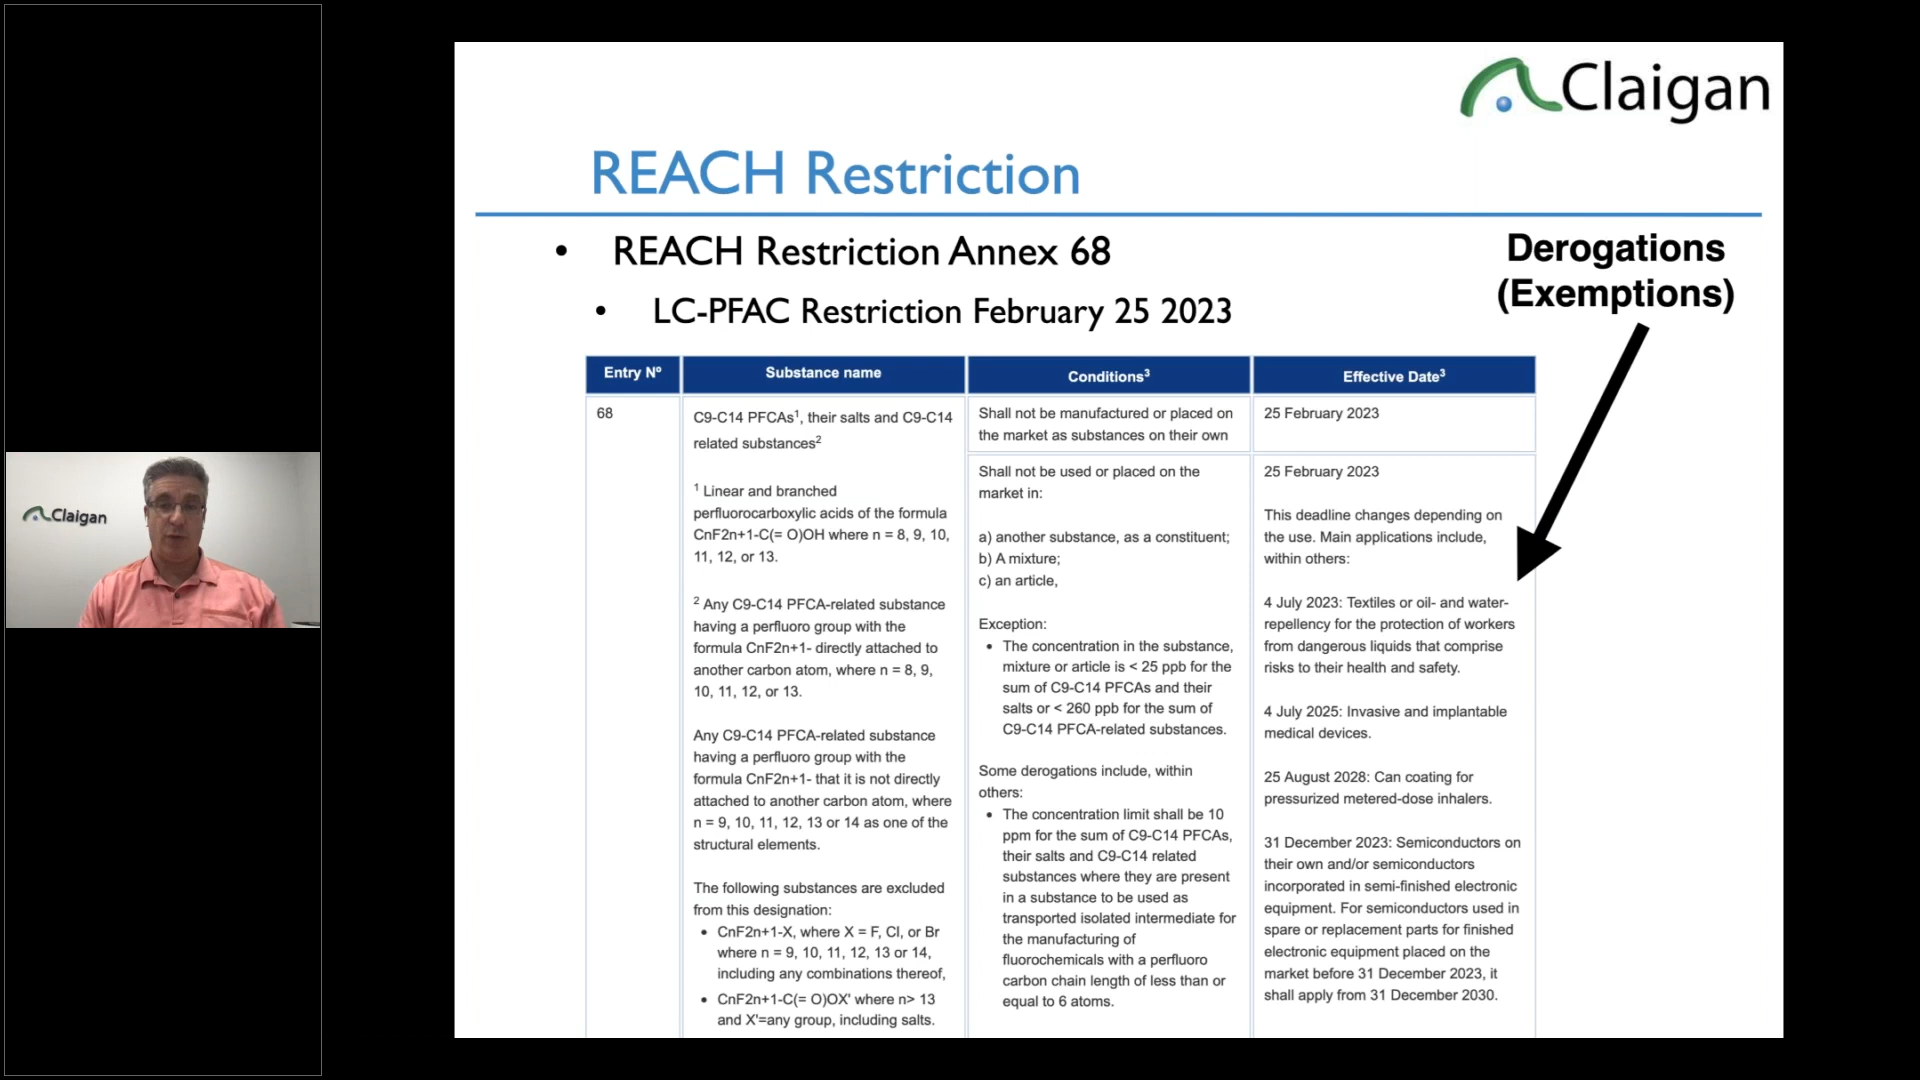 Claigan
Claigan
REACH Restriction
• REACH Restriction Annex 68
• LC-PFAC Restriction February 25 2023
Derogations
(Exemptions)
Entry Nº
Substance name
Conditions³
Effective Date³
68
C9-C14 PFCAs¹, their salts and C9-C14
related substances²
¹ Linear and branched
perfluorocarboxylic acids of the formula
CnF2n+1-C(= O)OH where n = 8, 9, 10,
11, 12, or 13.
² Any C9-C14 PFCA-related substance
having a perfluoro group with the
formula CnF2n+1- directly attached to
another carbon atom, where n = 8, 9,
10, 11, 12, or 13.
Any C9-C14 PFCA-related substance
having a perfluoro group with the
formula CnF2n+1- that it is not directly
attached to another carbon atom, where
n = 9, 10, 11, 12, 13 or 14 as one of the
structural elements.
The following substances are excluded
from this designation:
• CnF2n+1-X, where X = F, Cl, or Br
where n = 9, 10, 11, 12, 13 or 14,
including any combinations thereof,
• CnF2n+1-C(= O)OX' where n> 13
and X'=any group, including salts.
Shall not be manufactured or placed on
the market as substances on their own
Shall not be used or placed on the
market in:
a) another substance, as a constituent;
b) A mixture;
c) an article,
Exception:
• The concentration in the substance,
mixture or article is < 25 ppb for the
sum of C9-C14 PFCAs and their
salts or < 260 ppb for the sum of
C9-C14 PFCA-related substances.
Some derogations include, within
others:
• The concentration limit shall be 10
ppm for the sum of C9-C14 PFCAs,
their salts and C9-C14 related
substances where they are present
in a substance to be used as
transported isolated intermediate for
the manufacturing of
fluorochemicals with a perfluoro
carbon chain length of less than or
equal to 6 atoms.
25 February 2023
25 February 2023
This deadline changes depending on
the use. Main applications include,
within others:
4 July 2023: Textiles or oil- and water-
repellency for the protection of workers
from dangerous liquids that comprise
risks to their health and safety.
4 July 2025: Invasive and implantable
medical devices.
25 August 2028: Can coating for
pressurized metered-dose inhalers.
31 December 2023: Semiconductors on
their own and/or semiconductors
incorporated in semi-finished electronic
equipment. For semiconductors used in
spare or replacement parts for finished
electronic equipment placed on the
market before 31 December 2023, it
shall apply from 31 December 2030.